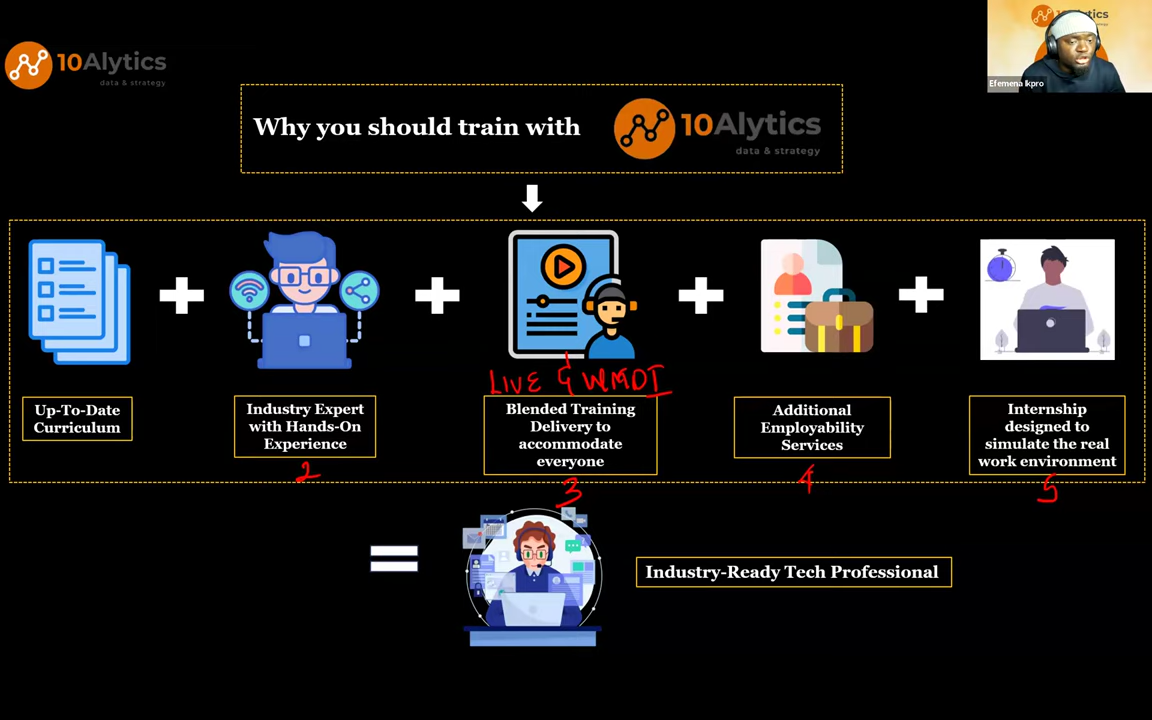 10Alytics
data & strategy
10Alytics
Efemena Ikpro
Why you should train with
10Alytics
data & strategy
LIVE & WMDI
Up-To-Date
Curriculum
Industry Expert
with Hands-On
Experience
Blended Training
Delivery to
accommodate
everyone
Additional
Employability
Services
Internship
designed to
simulate the real
work environment
2
3
4
5
Industry-Ready Tech Professional